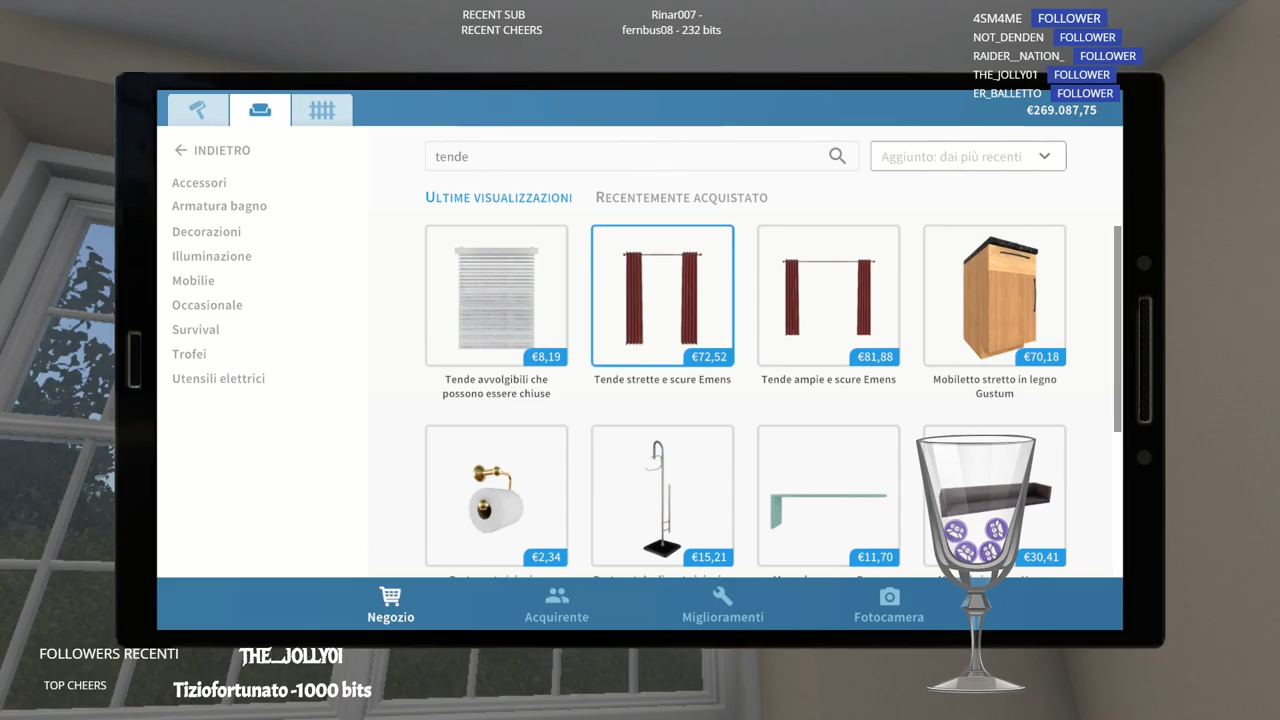 RECENT SUB
RECENT CHEERS
Rinar007 -
fernbus08 - 232 bits
4SM4ME FOLLOWER
NOT_DENDEN FOLLOWER
RAIDER__NATION_ FOLLOWER
THE_JOLLY01 FOLLOWER
ER_BALLETTO FOLLOWER
€269.087,75
INDIETRO
Accessori
Armatura bagno
Decorazioni
Illuminazione
Mobilie
Occasionale
Survival
Trofei
Utensili elettrici
tende
Aggiunto: dai più recenti
ULTIME VISUALIZZAZIONI
RECENTEMENTE ACQUISTATO
€8,19
Tende avvolgibili che
possono essere chiuse
€72,52
Tende strette e scure Emens
€81,88
Tende ampie e scure Emens
€70,18
Mobiletto stretto in legno
Gustum
€2,34
€15,21
€11,70
€30,41
Negozio
Acquirente
Miglioramenti
Fotocamera
FOLLOWERS RECENTI
THE_JOLLY01
TOP CHEERS
Tiziofortunato -1000 bits